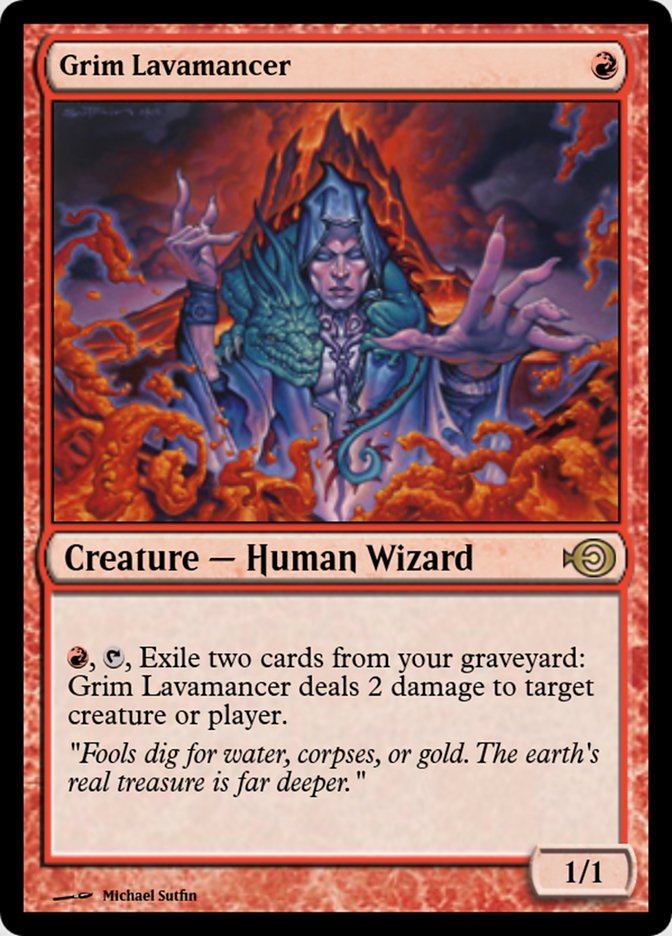 Grim Lavamancer
Creature — Human Wizard
, , Exile two cards from your graveyard:
Grim Lavamancer deals 2 damage to target
creature or player.
"Fools dig for water, corpses, or gold. The earth's
real treasure is far deeper."
1/1
Michael Sutfin